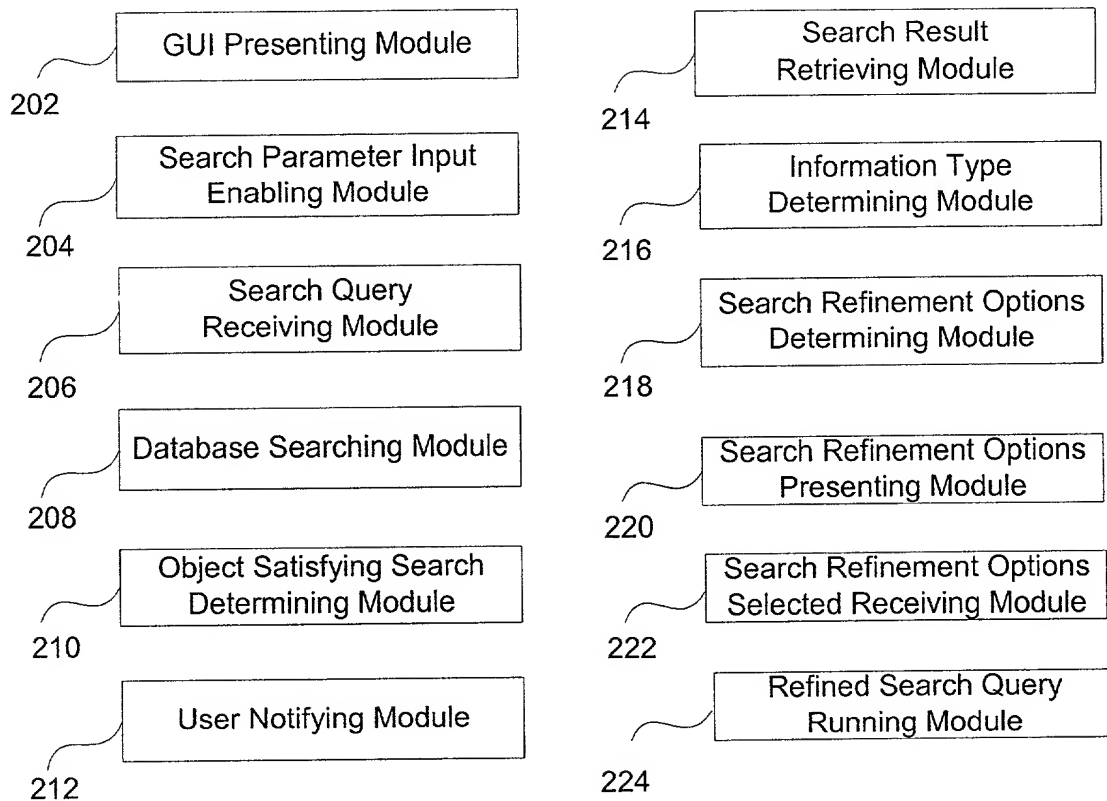 GUI Presenting Module
202
Search Parameter Input
Enabling Module
204
Search Query
Receiving Module
206
Database Searching Module
208
Object Satisfying Search
Determining Module
210
User Notifying Module
212
Search Result
Retrieving Module
214
Information Type
Determining Module
216
Search Refinement Options
Determining Module
218
Search Refinement Options
Presenting Module
220
Search Refinement Options
Selected Receiving Module
222
Refined Search Query
Running Module
224